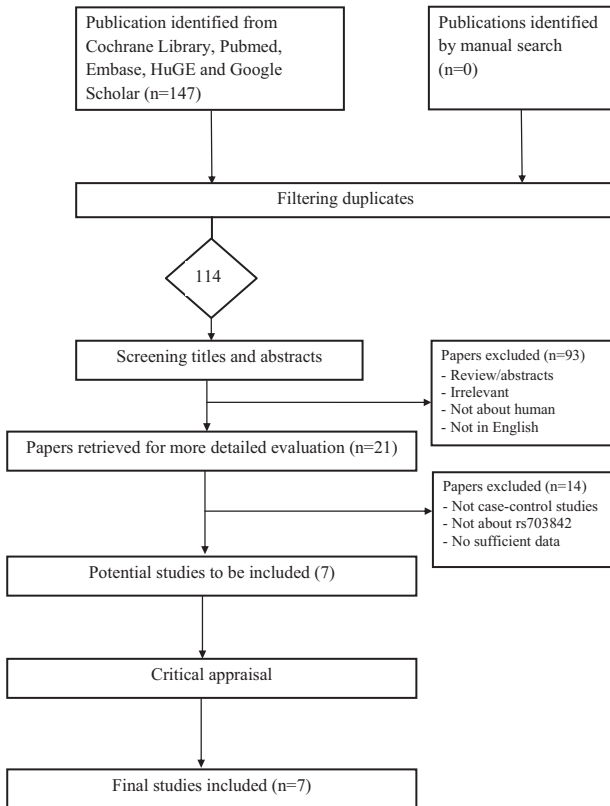 Publication identified from
Cochrane Library, Pubmed,
Embase, HuGE and Google
Scholar (n=147)
Publications identified
by manual search
(n=0)
Filtering duplicates
114
Screening titles and abstracts
Papers excluded (n=93)
- Review/abstracts
- Irrelevant
- Not about human
- Not in English
Papers retrieved for more detailed evaluation (n=21)
Papers excluded (n=14)
- Not case-control studies
- Not about rs703842
- No sufficient data
Potential studies to be included (7)
Critical appraisal
Final studies included (n=7)